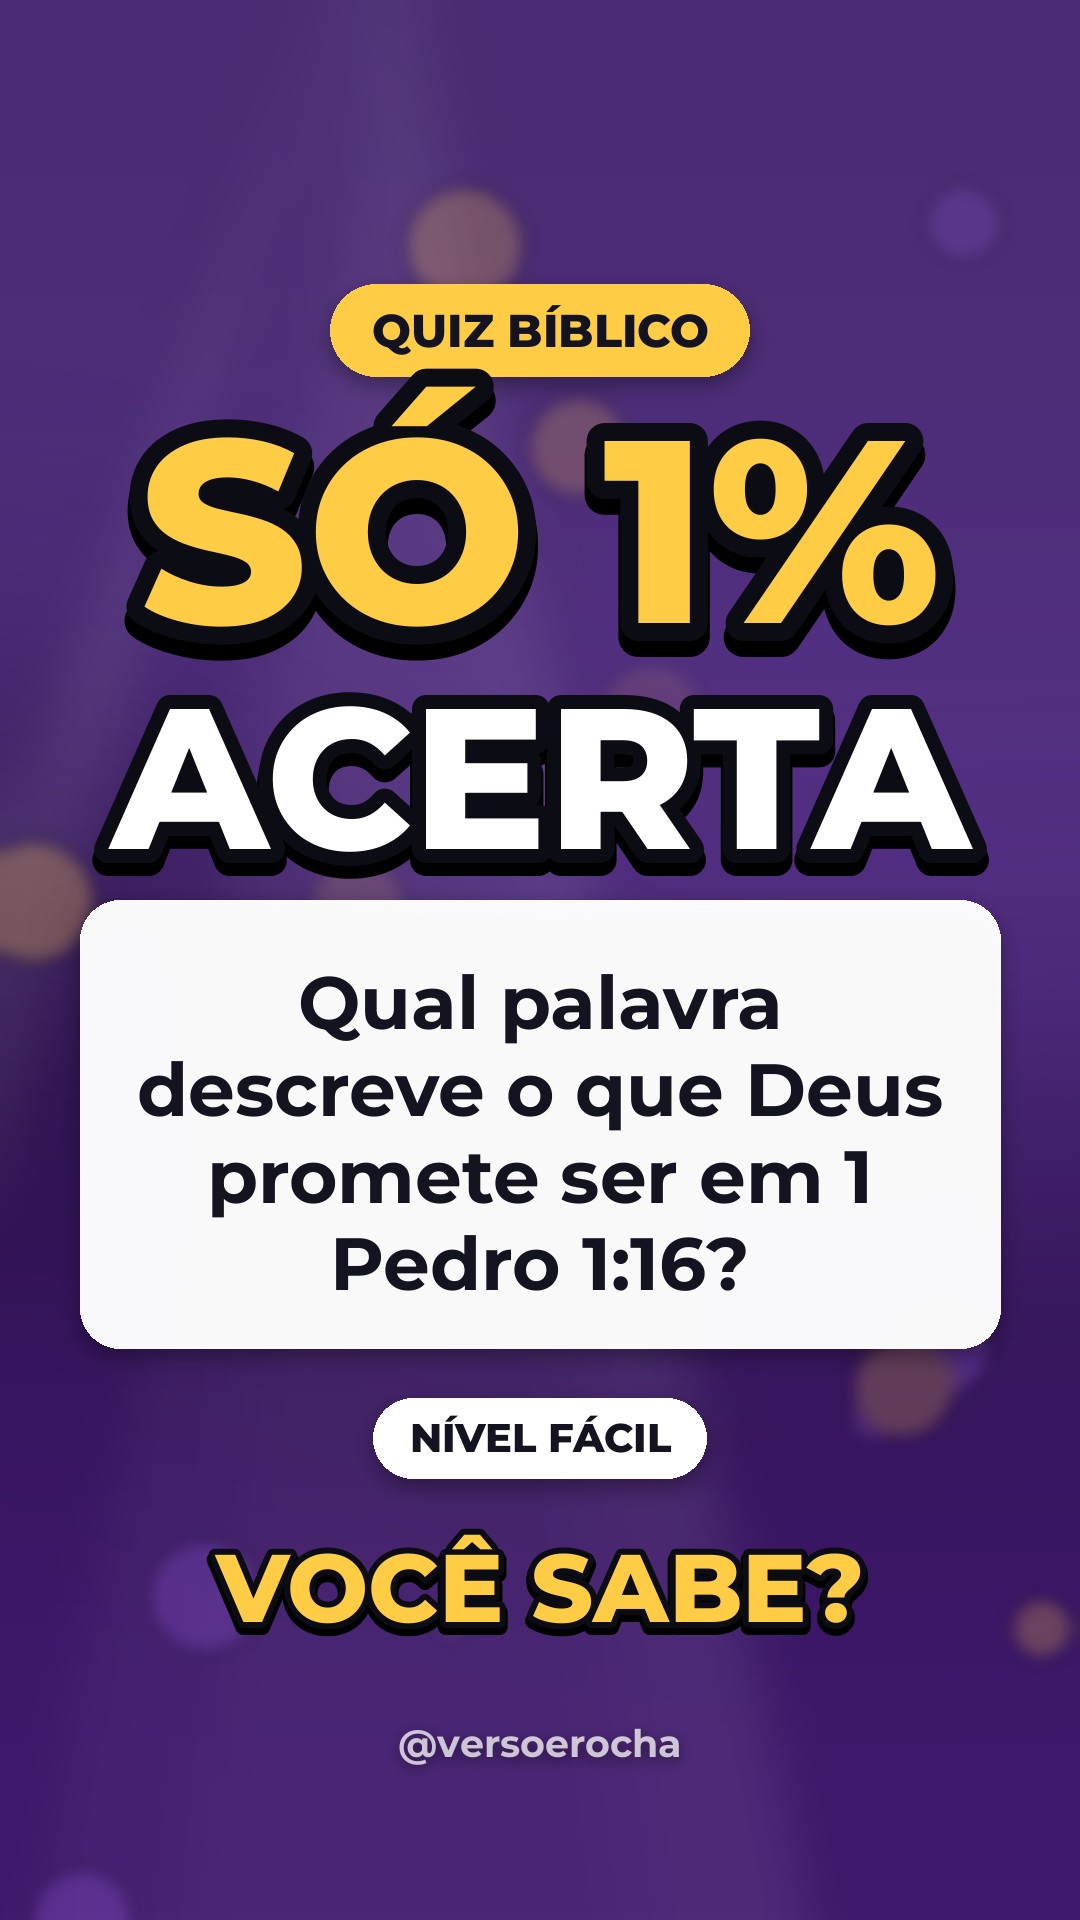 QUIZ BÍBLICO
SÓ 1%
ACERTA
Qual palavra
descreve o que Deus
promete ser em 1
Pedro 1:16?
NÍVEL FÁCIL
VOCÊ SABE?
@versoerocha